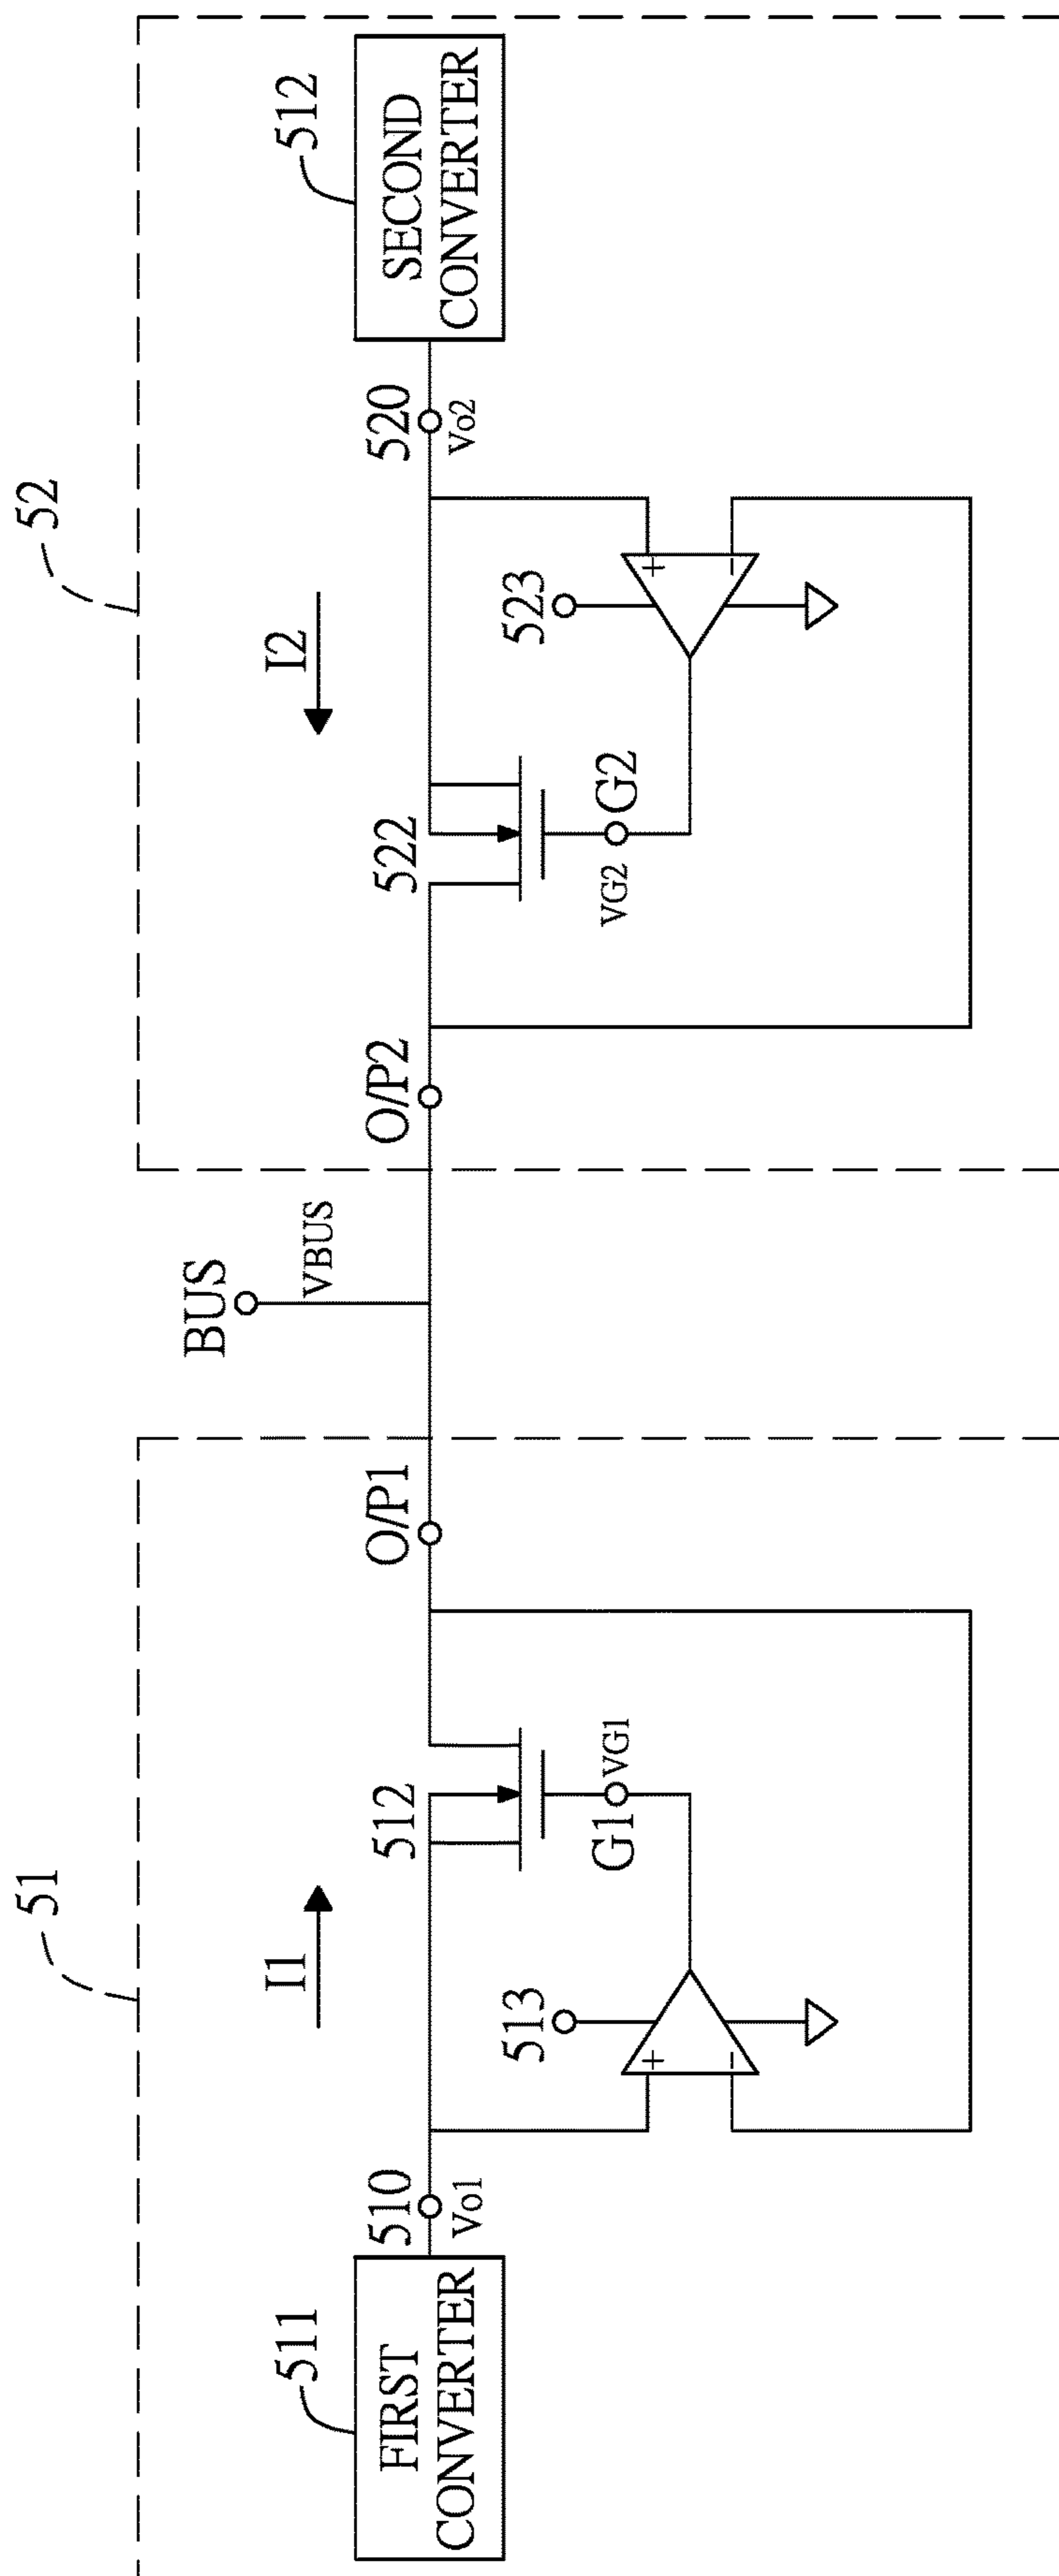 51
52
511
FIRST
CONVERTER
510
Vo1
I1
512
513
G1
VG1
+
−
O/P1
BUS
VBUS
O/P2
I2
522
VG2
G2
523
+
−
520
Vo2
512
SECOND
CONVERTER